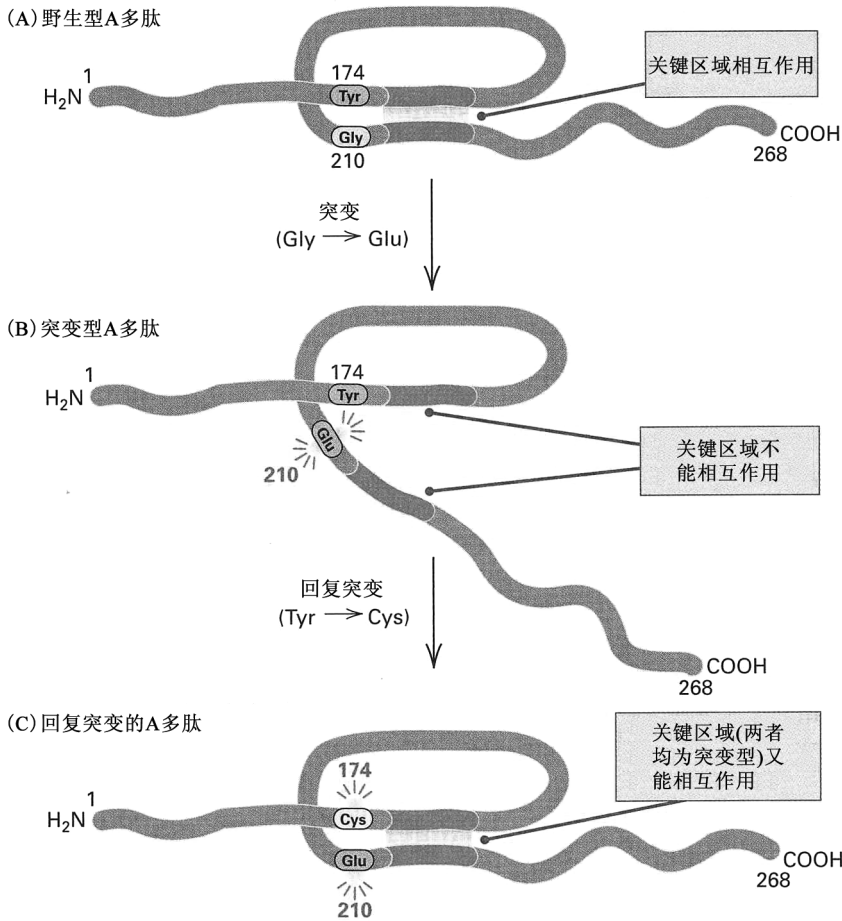 (A)野生型A多肽
关键区域相互作用
1
174
H₂N
Tyr
Gly
210
COOH
268
突变
(Gly → Glu)
(B)突变型A多肽
1
174
H₂N
Tyr
Glu
210
关键区域不
能相互作用
回复突变
(Tyr → Cys)
COOH
268
(C)回复突变的A多肽
关键区域(两者
均为突变型)又
能相互作用
174
1
H₂N
Cys
Glu
210
COOH
268